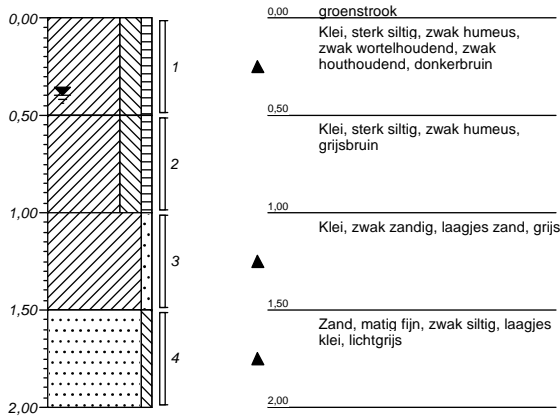 0,00
0,50
1,00
1,50
2,00
1
2
3
4
0,00
groenstrook
Klei, sterk siltig, zwak humeus,
zwak wortelhoudend, zwak
houthoudend, donkerbruin
0,50
Klei, sterk siltig, zwak humeus,
grijsbruin
1,00
Klei, zwak zandig, laagjes zand, grijs
1,50
Zand, matig fijn, zwak siltig, laagjes
klei, lichtgrijs
2,00